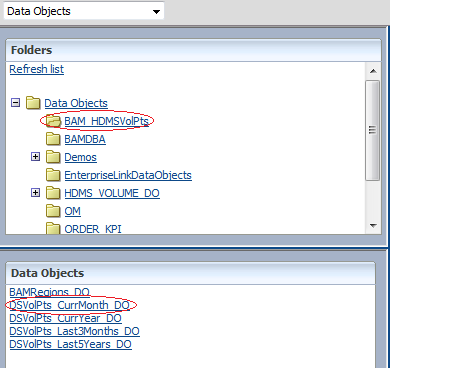 Data Objects
Folders
Refresh list
Data Objects
BAM_HDMSVolPts
BAMDBA
Demos
EnterpriseLinkDataObjects
HDMS_VOLUME_DO
OM
ORDER_KPI
Data Objects
BAMRegions_DO
DSVolPts_CurrMonth_DO
DSVolPts_CurrYear_DO
DSVolPts_Last3Months_DO
DSVolPts_Last5Years_DO